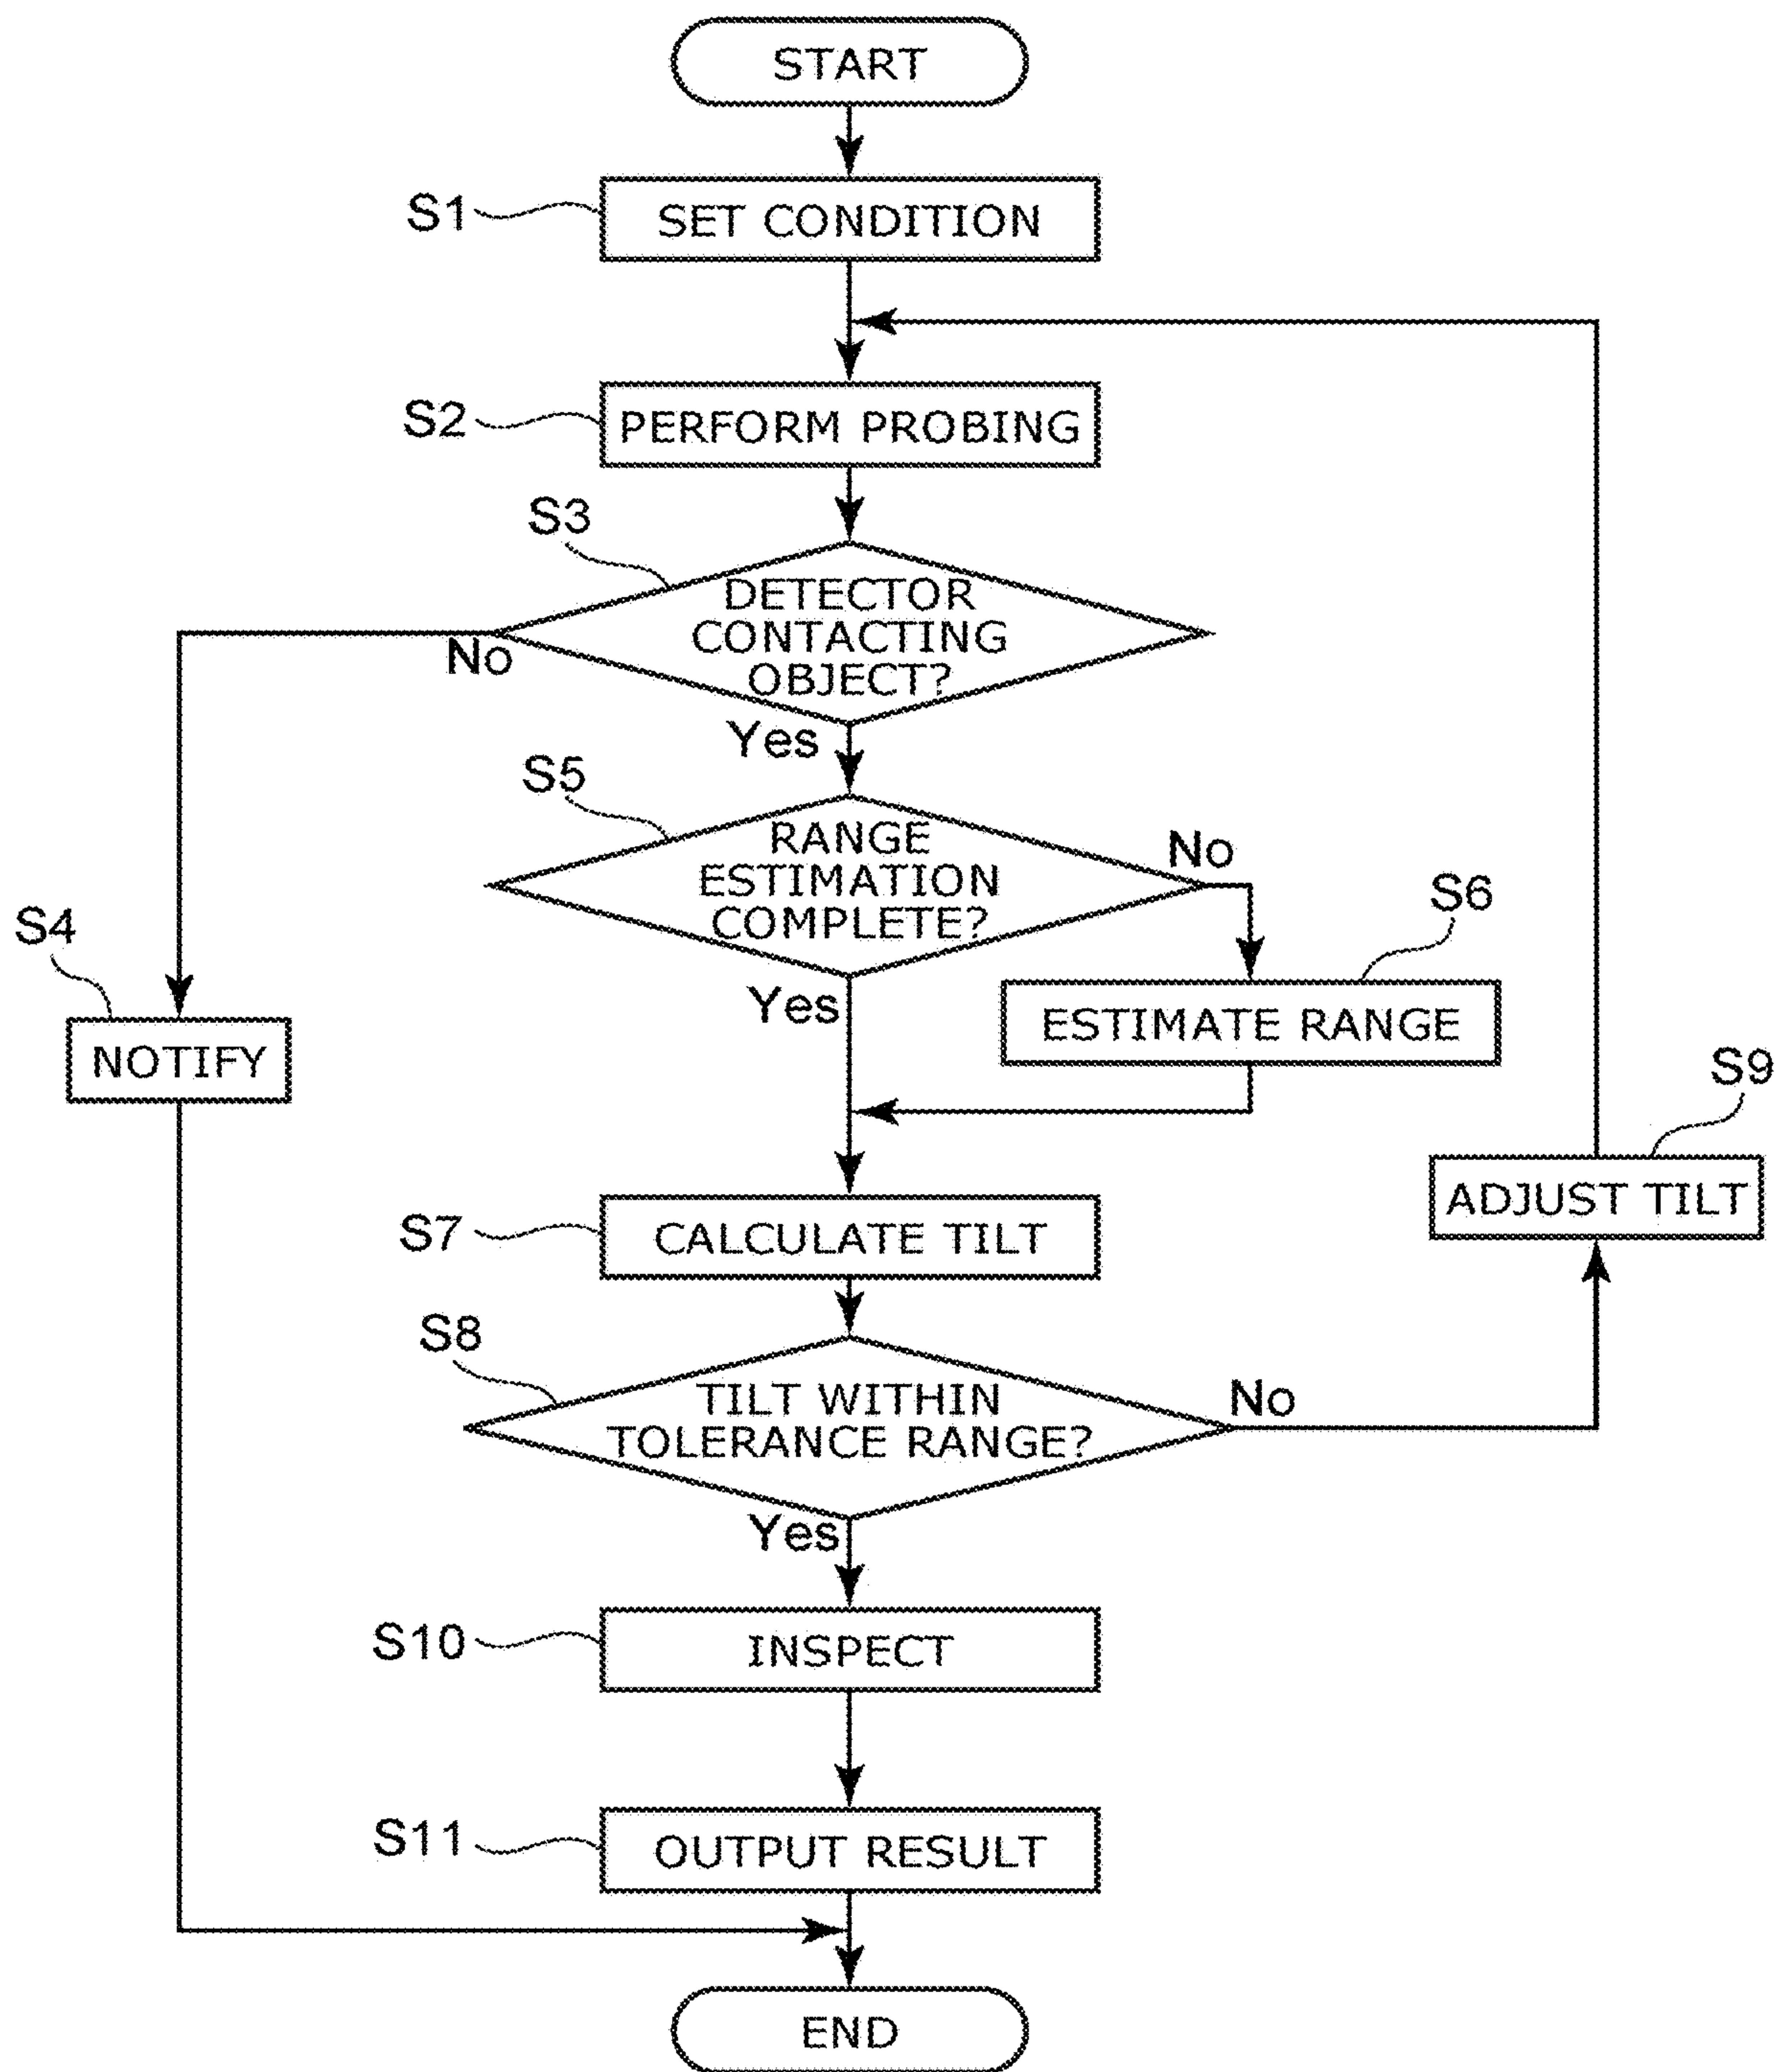 START
S1
SET CONDITION
S2
PERFORM PROBING
S3
DETECTOR
CONTACTING
OBJECT?
No
Yes
S5
RANGE
ESTIMATION
COMPLETE?
No
Yes
S6
ESTIMATE RANGE
S4
NOTIFY
S9
ADJUST TILT
S7
CALCULATE TILT
S8
TILT WITHIN
TOLERANCE RANGE?
No
Yes
S10
INSPECT
S11
OUTPUT RESULT
END